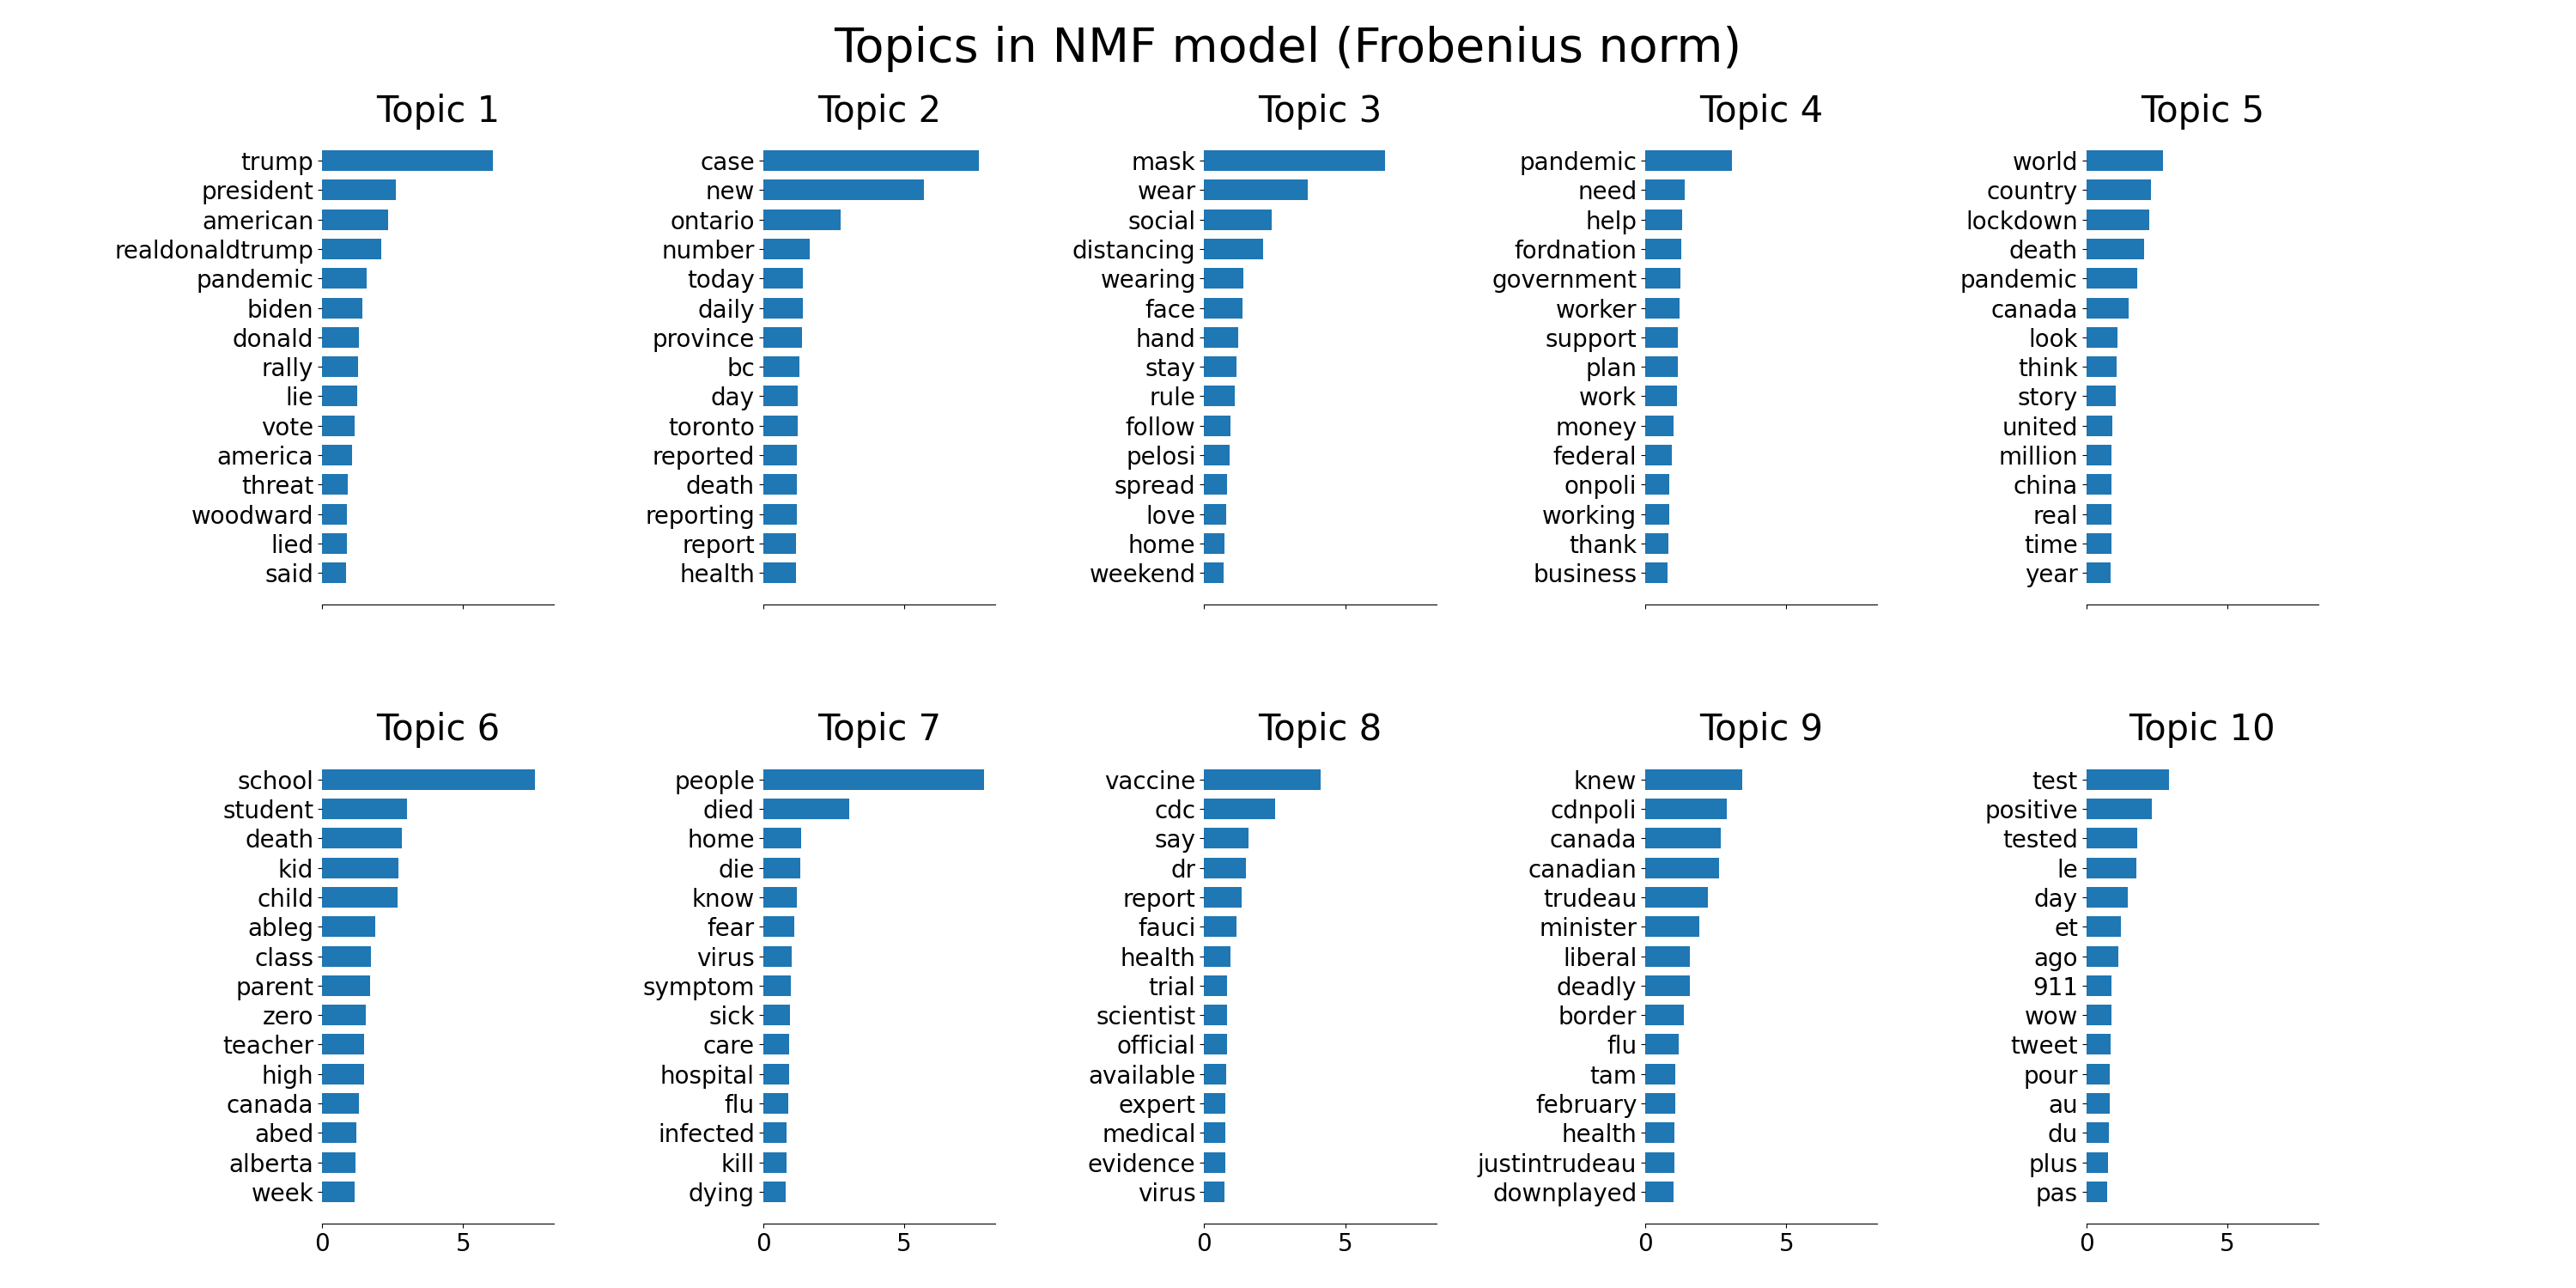 Topics in NMF model (Frobenius norm)
Topic 1
trump
president
american
realdonaldtrump
pandemic
biden
donald
rally
lie
vote
america
threat
woodward
lied
said
Topic 2
case
new
ontario
number
today
daily
province
bc
day
toronto
reported
death
reporting
report
health
Topic 3
mask
wear
social
distancing
wearing
face
hand
stay
rule
follow
pelosi
spread
love
home
weekend
Topic 4
pandemic
need
help
fordnation
government
worker
support
plan
work
money
federal
onpoli
working
thank
business
Topic 5
world
country
lockdown
death
pandemic
canada
look
think
story
united
million
china
real
time
year
Topic 6
school
student
death
kid
child
ableg
class
parent
zero
teacher
high
canada
abed
alberta
week
0 5
Topic 7
people
died
home
die
know
fear
virus
symptom
sick
care
hospital
flu
infected
kill
dying
0 5
Topic 8
vaccine
cdc
say
dr
report
fauci
health
trial
scientist
official
available
expert
medical
evidence
virus
0 5
Topic 9
knew
cdnpoli
canada
canadian
trudeau
minister
liberal
deadly
border
flu
tam
february
health
justintrudeau
downplayed
0 5
Topic 10
test
positive
tested
le
day
et
ago
911
wow
tweet
pour
au
du
plus
pas
0 5